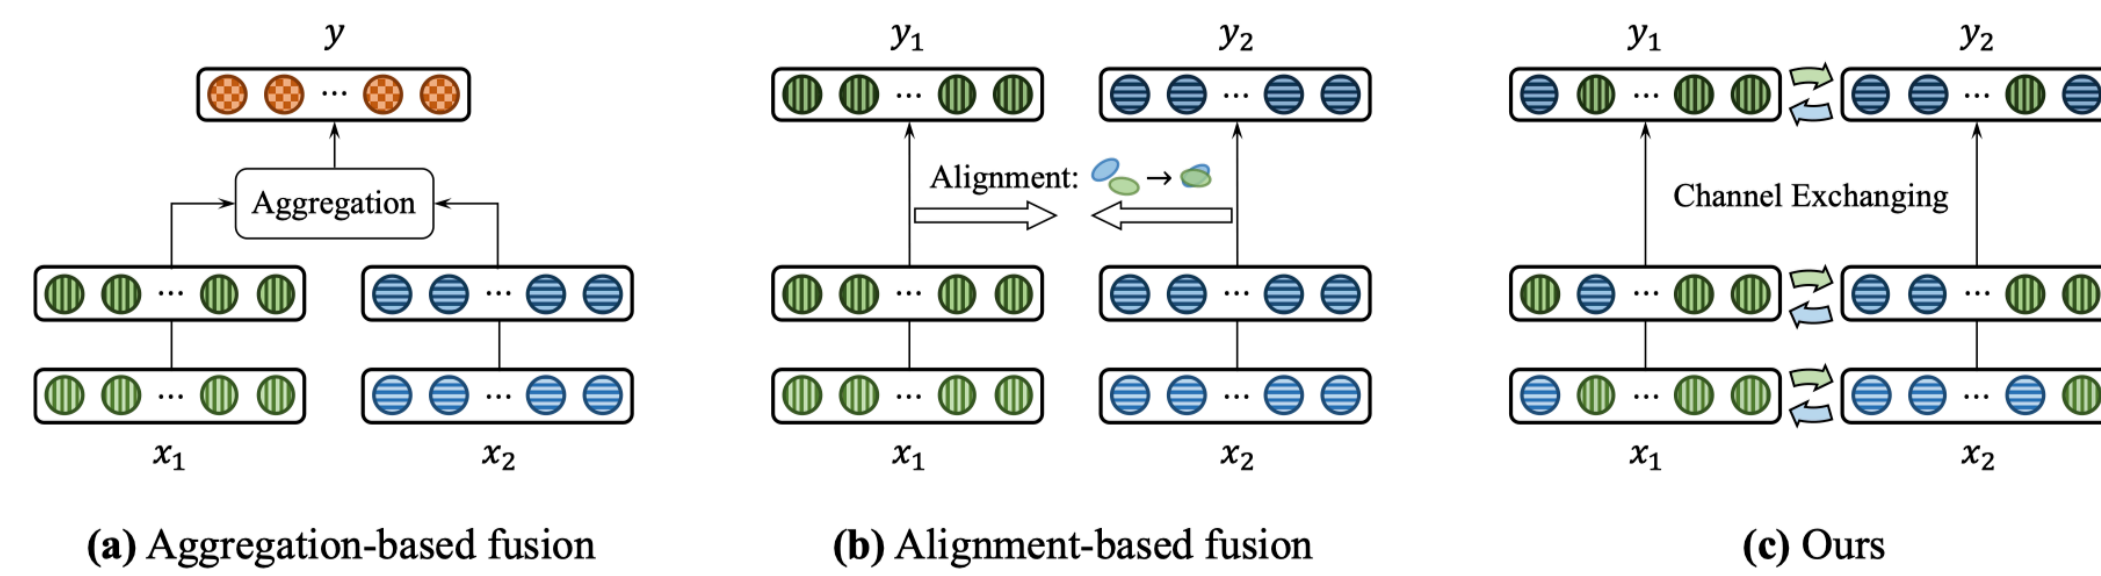 y
y₁
y₂
y₁
y₂
...
...
...
...
...
Aggregation
Alignment: →
Channel Exchanging
...
...
...
...
...
...
...
...
...
...
...
...
x₁
x₂
x₁
x₂
x₁
x₂
(a) Aggregation-based fusion
(b) Alignment-based fusion
(c) Ours